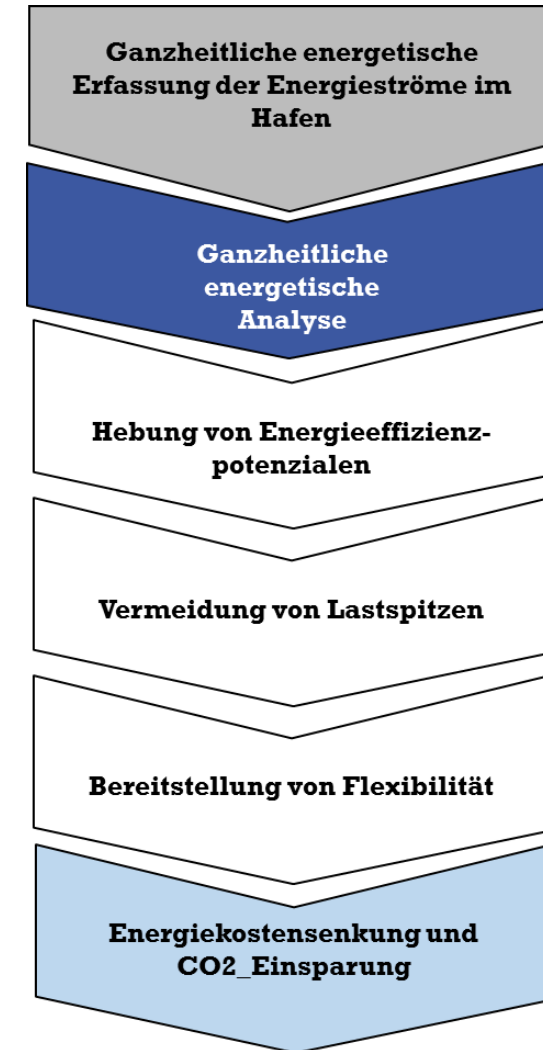 Ganzheitliche energetische
Erfassung der Energieströme im
Hafen
Ganzheitliche
energetische
Analyse
Hebung von Energieeffizienz-
potenzialen
Vermeidung von Lastspitzen
Bereitstellung von Flexibilität
Energiekostensenkung und
CO2_Einsparung